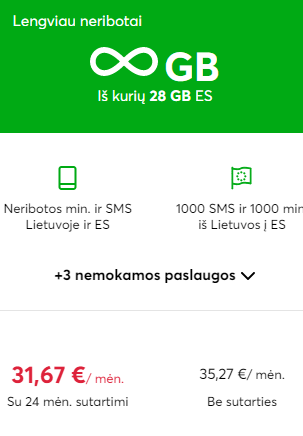 Lengviau neribotai
∞ GB
Iš kurių 28 GB ES
Neribotos min. ir SMS
Lietuvoje ir ES
1000 SMS ir 1000 min
iš Lietuvos į ES
+3 nemokamos paslaugos
31,67 €/ mėn.
Su 24 mėn. sutartimi
35,27 €/ mėn.
Be sutarties